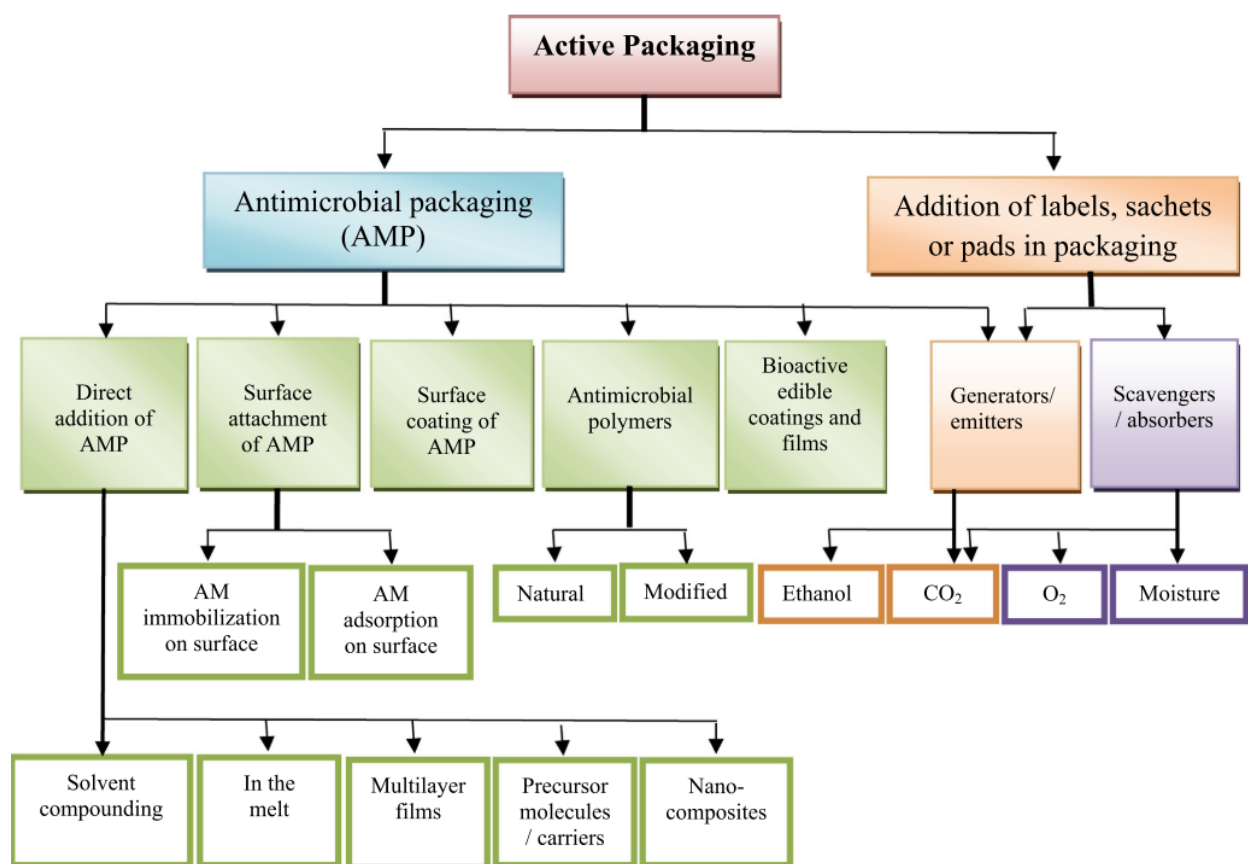 Active Packaging
Antimicrobial packaging
(AMP)
Addition of labels, sachets
or pads in packaging
Direct
addition of
AMP
Surface
attachment
of AMP
Surface
coating of
AMP
Antimicrobial
polymers
Bioactive
edible
coatings and
films
Generators/
emitters
Scavengers
/ absorbers
AM
immobilization
on surface
AM
adsorption
on surface
Natural
Modified
Ethanol
CO₂
O₂
Moisture
Solvent
compounding
In the
melt
Multilayer
films
Precursor
molecules
/ carriers
Nano-
composites